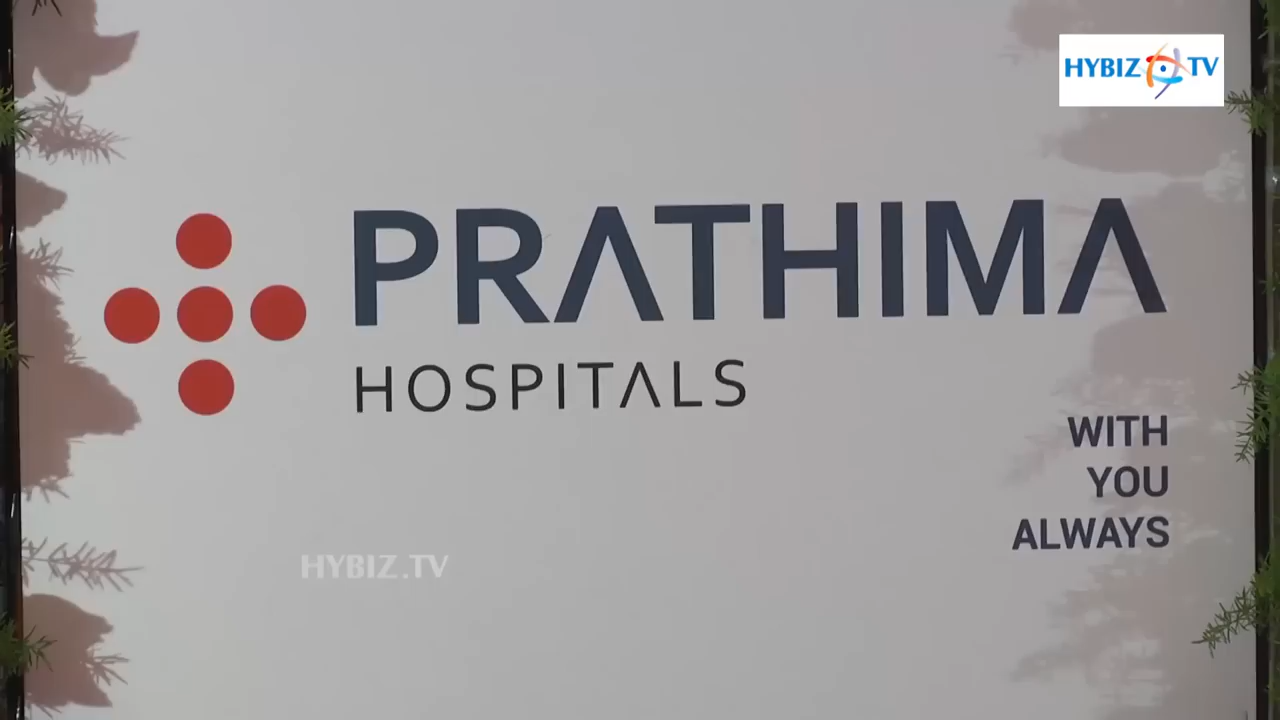 HYBIZ TV
PRATHIMA
HOSPITALS
WITH
YOU
ALWAYS
HYBIZ.TV